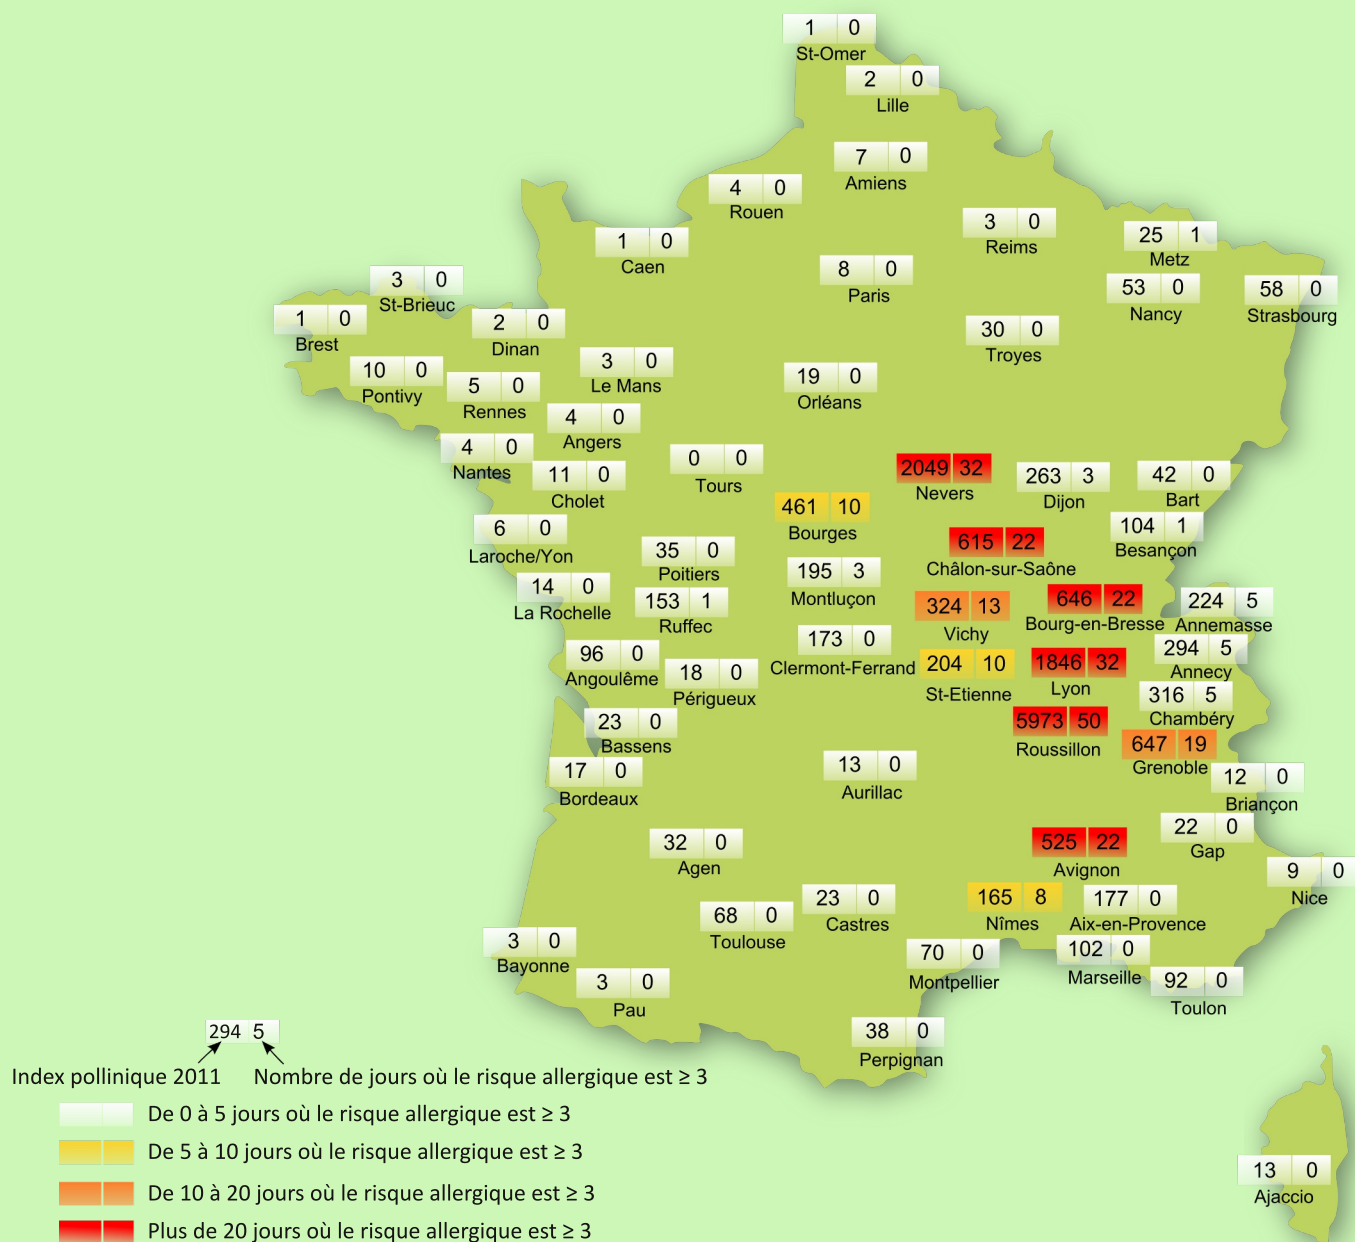 1 0
St-Omer
2 0
Lille
7 0
Amiens
4 0
Rouen
3 0
Reims
25 1
Metz
1 0
Caen
8 0
Paris
53 0
Nancy
58 0
Strasbourg
3 0
St-Brieuc
1 0
Brest
2 0
Dinan
30 0
Troyes
3 0
Le Mans
10 0
Pontivy
5 0
Rennes
19 0
Orléans
4 0
Angers
4 0
Nantes
11 0
Cholet
0 0
Tours
2049 32
Nevers
263 3
Dijon
42 0
Bart
461 10
Bourges
104 1
Besançon
6 0
Laroche/Yon
615 22
Châlon-sur-Saône
35 0
Poitiers
195 3
Montluçon
14 0
La Rochelle
153 1
Ruffec
324 13
Vichy
646 22
Bourg-en-Bresse
224 5
Annemasse
173 0
Clermont-Ferrand
294 5
Annecy
96 0
Angoulême
18 0
Périgueux
204 10
St-Etienne
1846 32
Lyon
316 5
Chambéry
23 0
Bassens
5973 50
Roussillon
647 19
Grenoble
17 0
Bordeaux
13 0
Aurillac
12 0
Briançon
32 0
Agen
525 22
Avignon
22 0
Gap
9 0
Nice
68 0
Toulouse
23 0
Castres
165 8
Nîmes
177 0
Aix-en-Provence
3 0
Bayonne
70 0
Montpellier
102 0
Marseille
3 0
Pau
92 0
Toulon
38 0
Perpignan
294 5
Index pollinique 2011 Nombre de jours où le risque allergique est ≥ 3
De 0 à 5 jours où le risque allergique est ≥ 3
De 5 à 10 jours où le risque allergique est ≥ 3
De 10 à 20 jours où le risque allergique est ≥ 3
Plus de 20 jours où le risque allergique est ≥ 3
13 0
Ajaccio